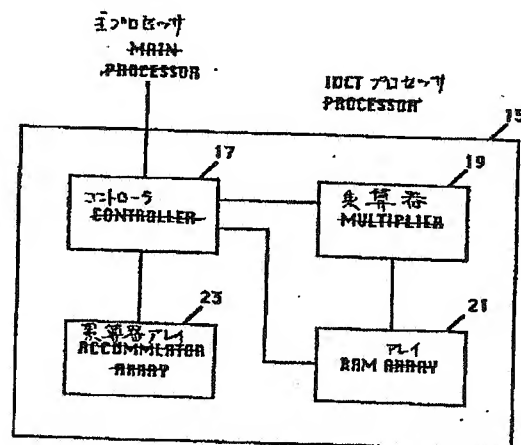 主プロセッサ
MAIN
PROCESSOR
IDCT プロセッサ
PROCESSOR
15
17
コントローラ
CONTROLLER
19
乗算器
MULTIPLIER
23
累算器アレイ
ACCUMMLATOR
ARRAY
21
アレイ
RAM ARRAY